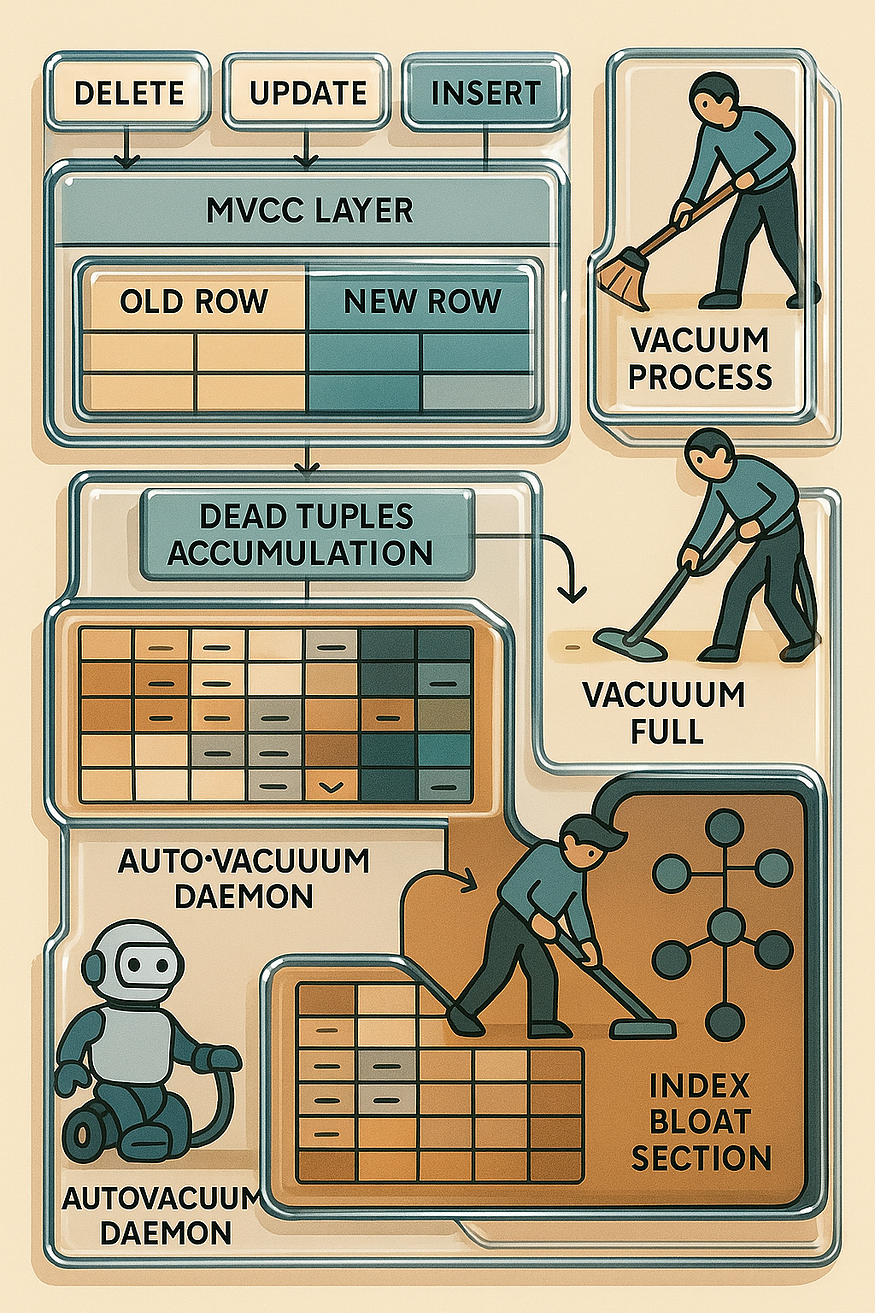 DELETE
UPDATE
INSERT
MVCC LAYER
OLD ROW
NEW ROW
VACUUM
PROCESS
DEAD TUPLES
ACCUMULATION
VACUUUM
FULL
AUTO•VACUUUM
DAEMON
INDEX
BLOAT
SECTION
AUTOVACUUM
DAEMON